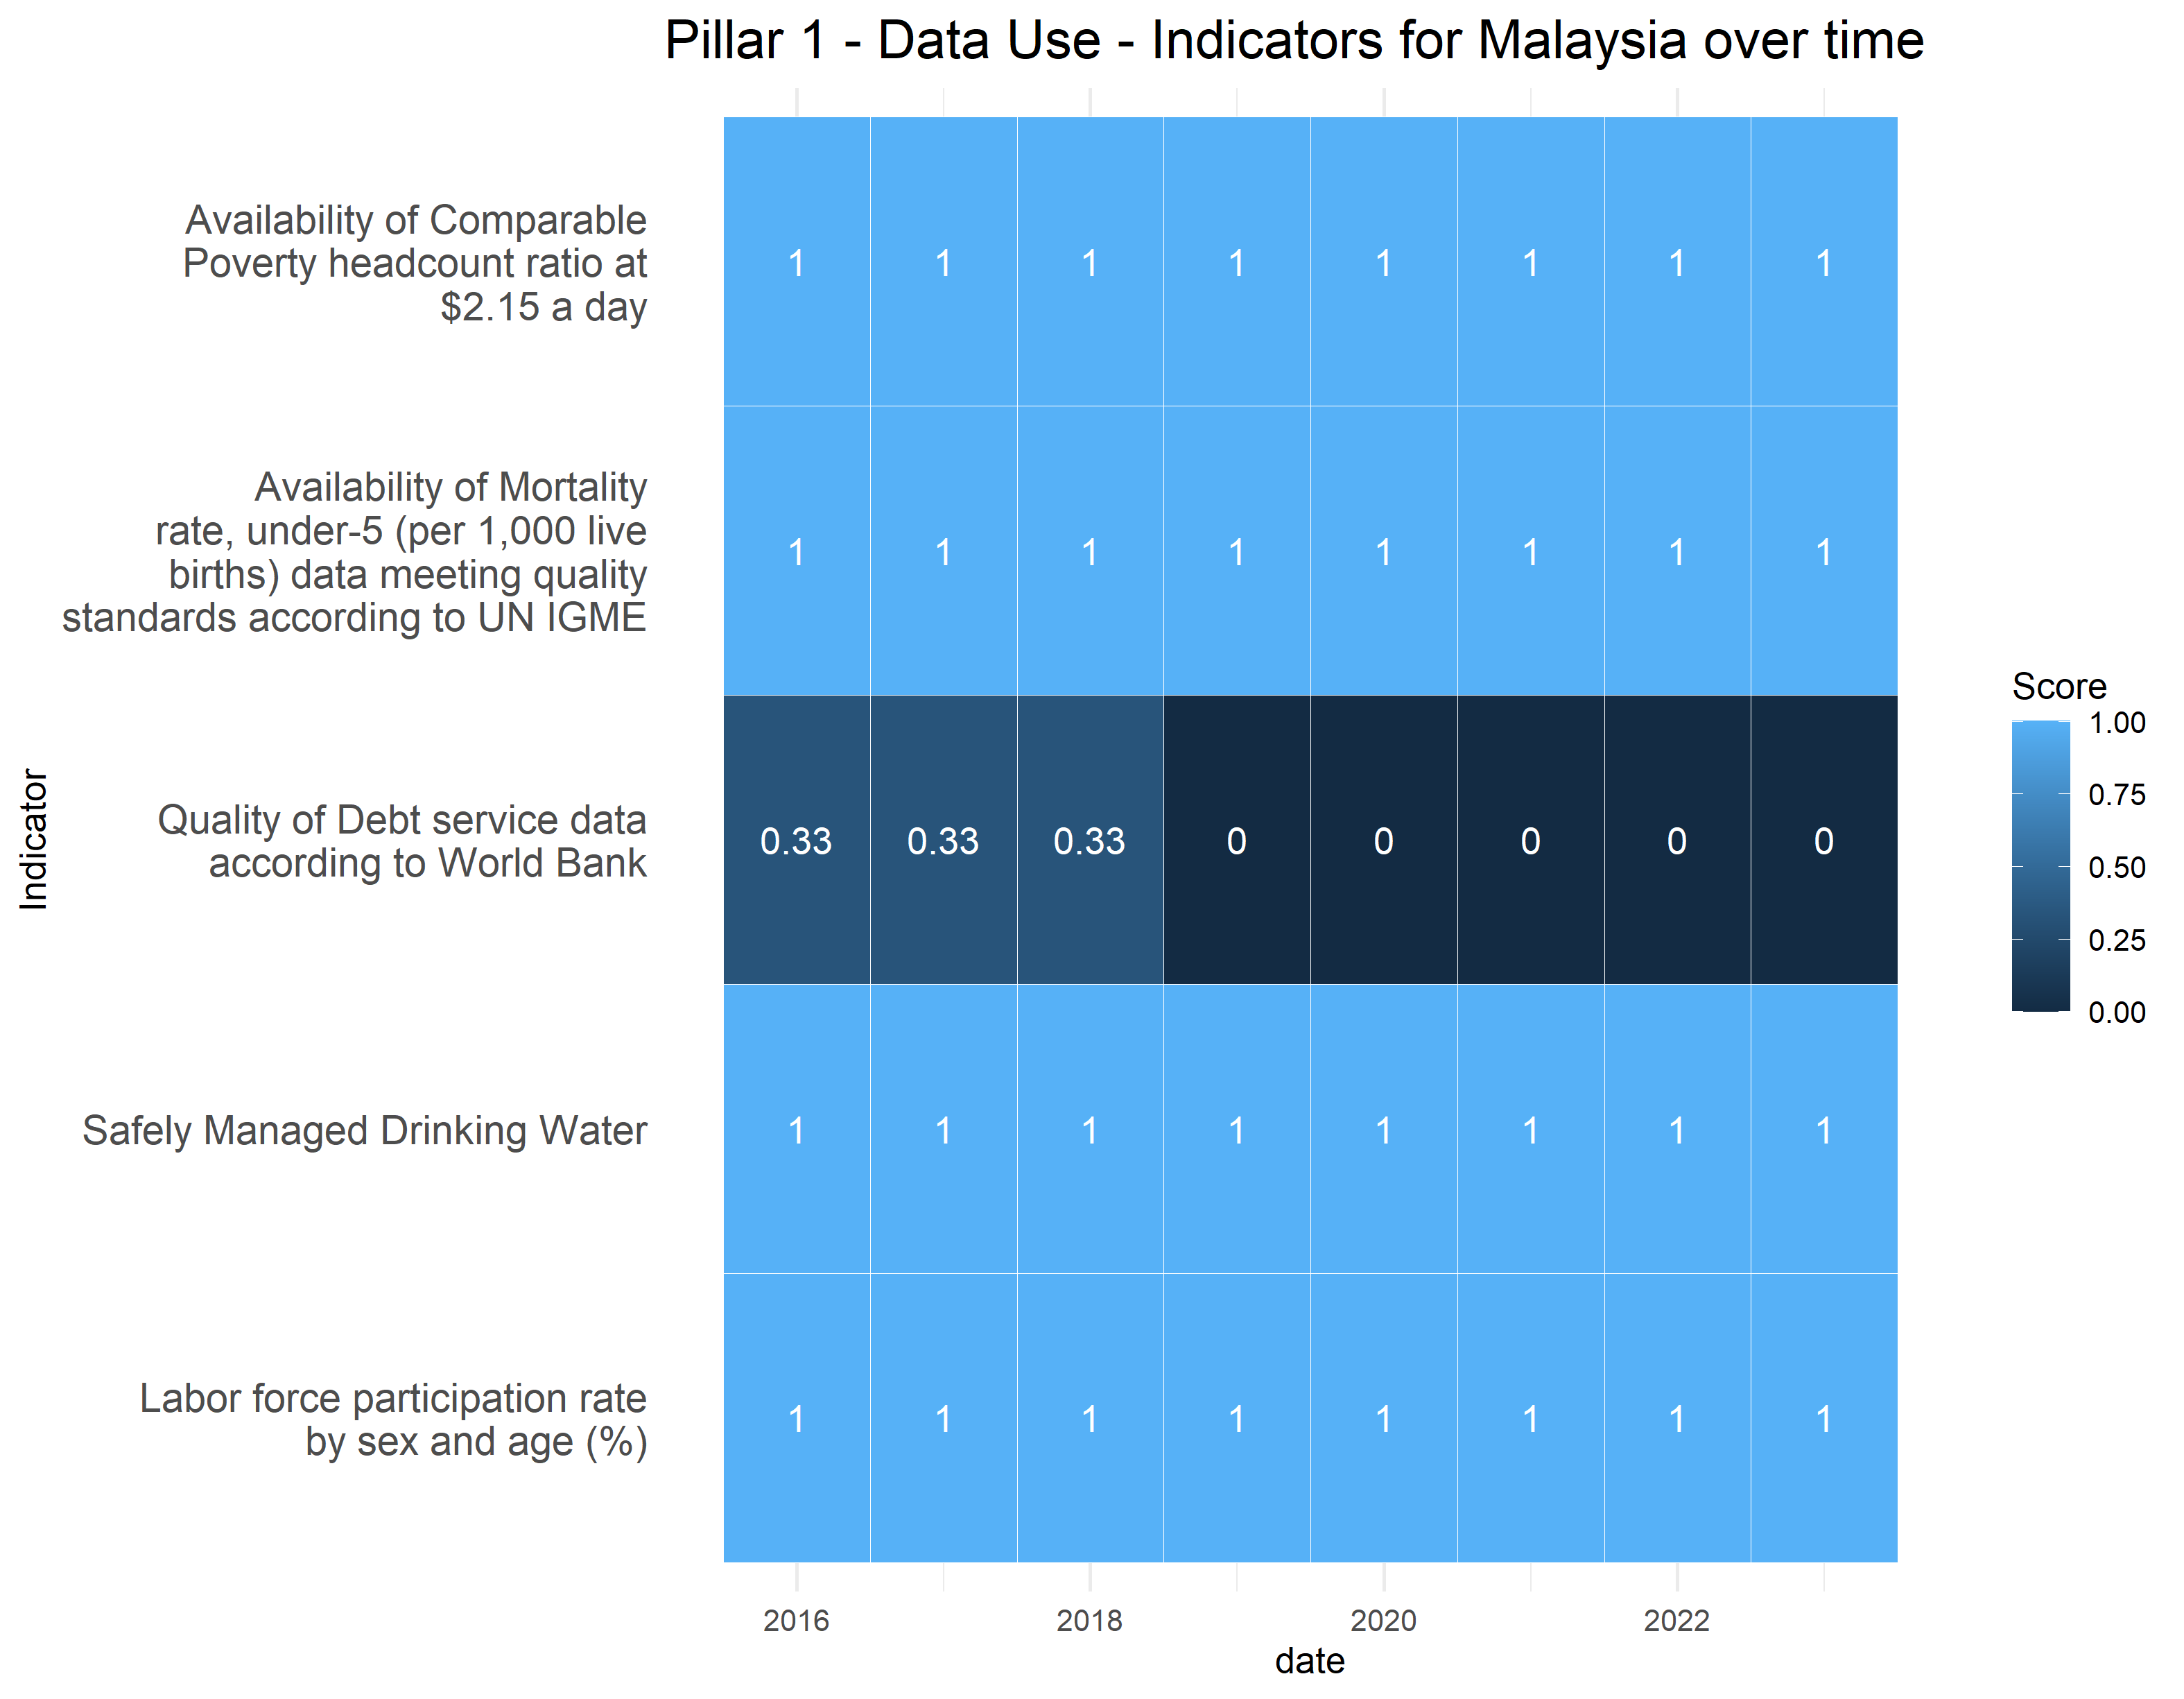 Pillar 1 - Data Use - Indicators for Malaysia over time
Indicator
Availability of Comparable
Poverty headcount ratio at
$2.15 a day
1 1 1 1 1 1 1 1
Availability of Mortality
rate, under-5 (per 1,000 live
births) data meeting quality
standards according to UN IGME
1 1 1 1 1 1 1 1
Quality of Debt service data
according to World Bank
0.33 0.33 0.33 0 0 0 0 0
Safely Managed Drinking Water
1 1 1 1 1 1 1 1
Labor force participation rate
by sex and age (%)
1 1 1 1 1 1 1 1
2016 2018 2020 2022
date
Score
1.00
0.75
0.50
0.25
0.00